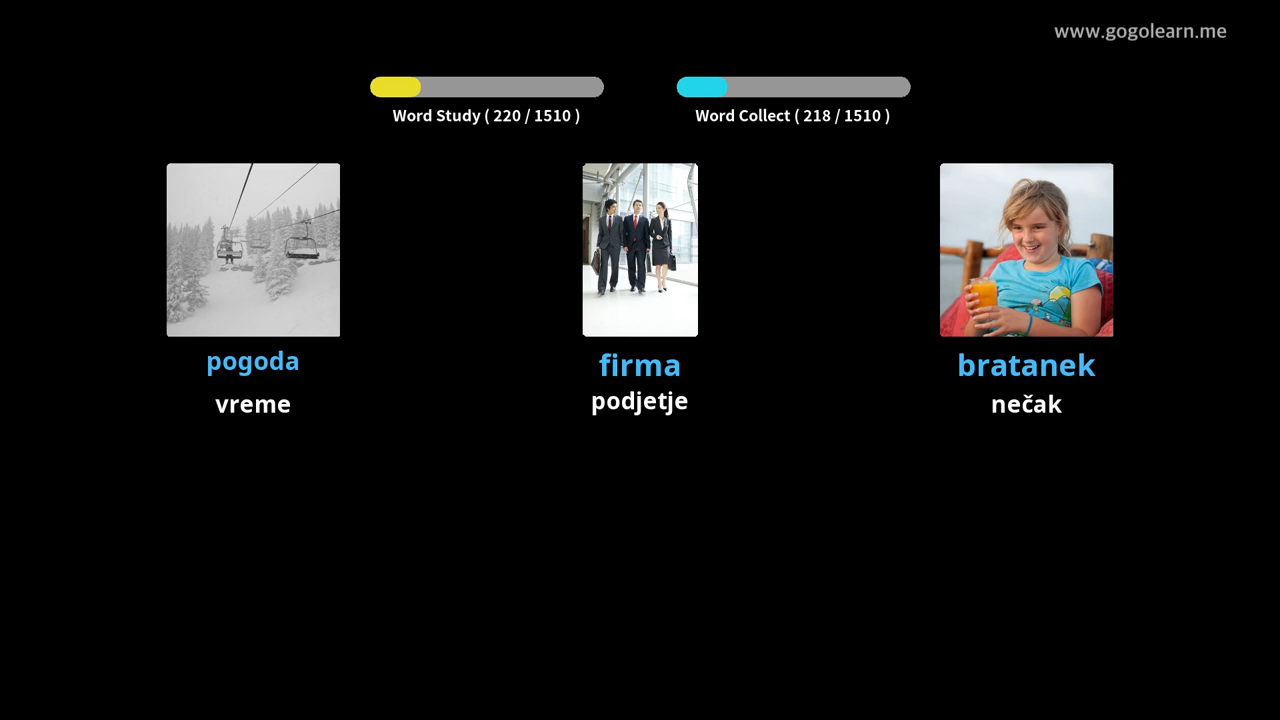 www.gogolearn.me
Word Study ( 220 / 1510 )
Word Collect ( 218 / 1510 )
pogoda
vreme
firma
podjetje
bratanek
nečak